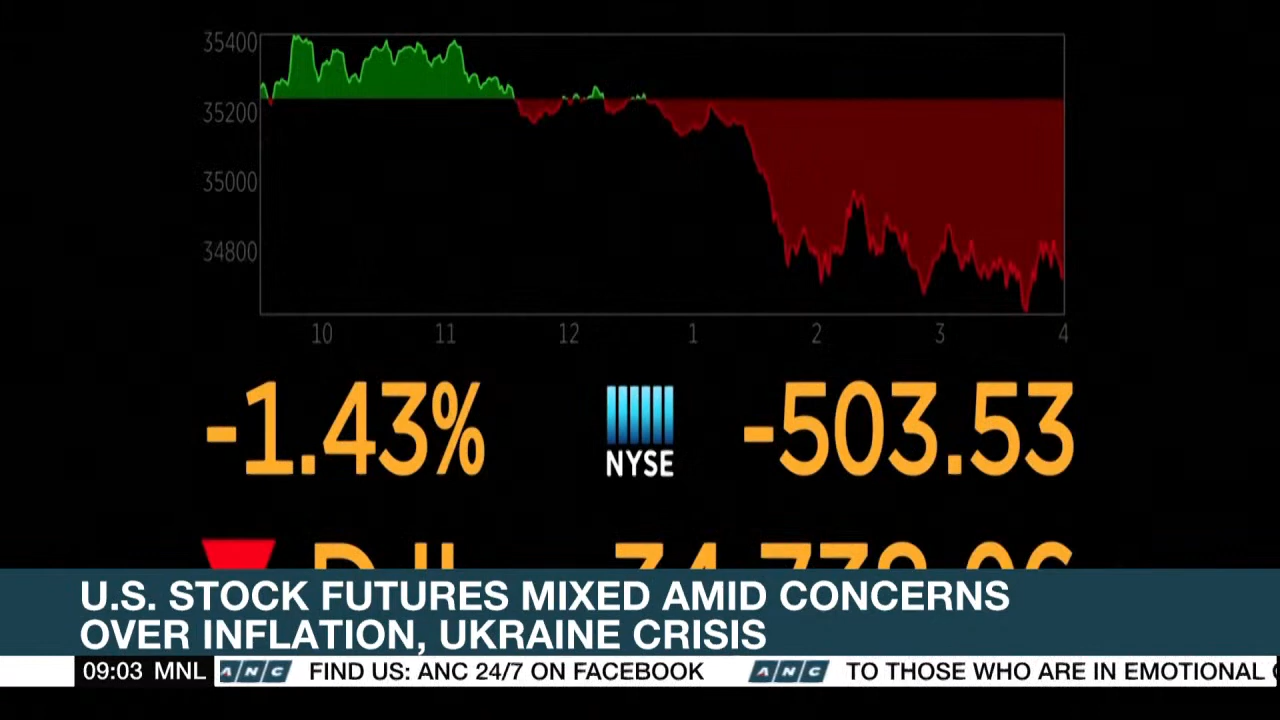 35400
35200
35000
34800
10 11 12 1 2 3 4
-1.43% NYSE -503.53
U.S. STOCK FUTURES MIXED AMID CONCERNS
OVER INFLATION, UKRAINE CRISIS
09:03 MNL ANC FIND US: ANC 24/7 ON FACEBOOK ANC TO THOSE WHO ARE IN EMOTIONAL